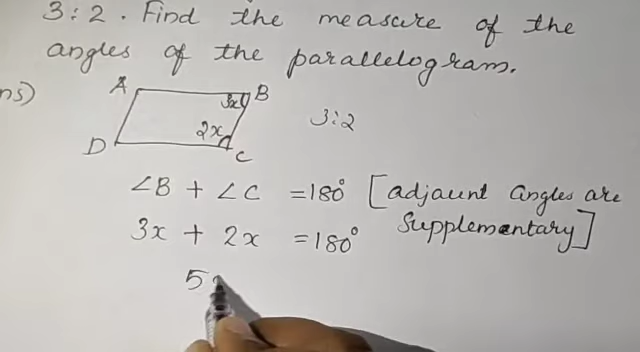 3:2. Find the measure of the
angles of the parallelogram.
ns)
A
B
3x
3:2
2x
D
C
∠B + ∠C = 180° [adjaunt angles are
Supplementary]
3x + 2x = 180°
5